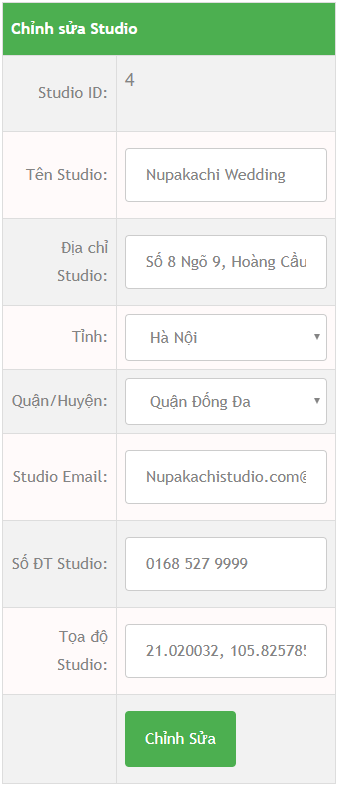 Chỉnh sửa Studio
Studio ID: 4
Tên Studio: Nupakachi Wedding
Địa chỉ
Studio: Số 8 Ngõ 9, Hoàng Cầu
Tỉnh: Hà Nội
Quận/Huyện: Quận Đống Đa
Studio Email: Nupakachistudio.com@
Số ĐT Studio: 0168 527 9999
Tọa độ
Studio: 21.020032, 105.825785
Chỉnh Sửa